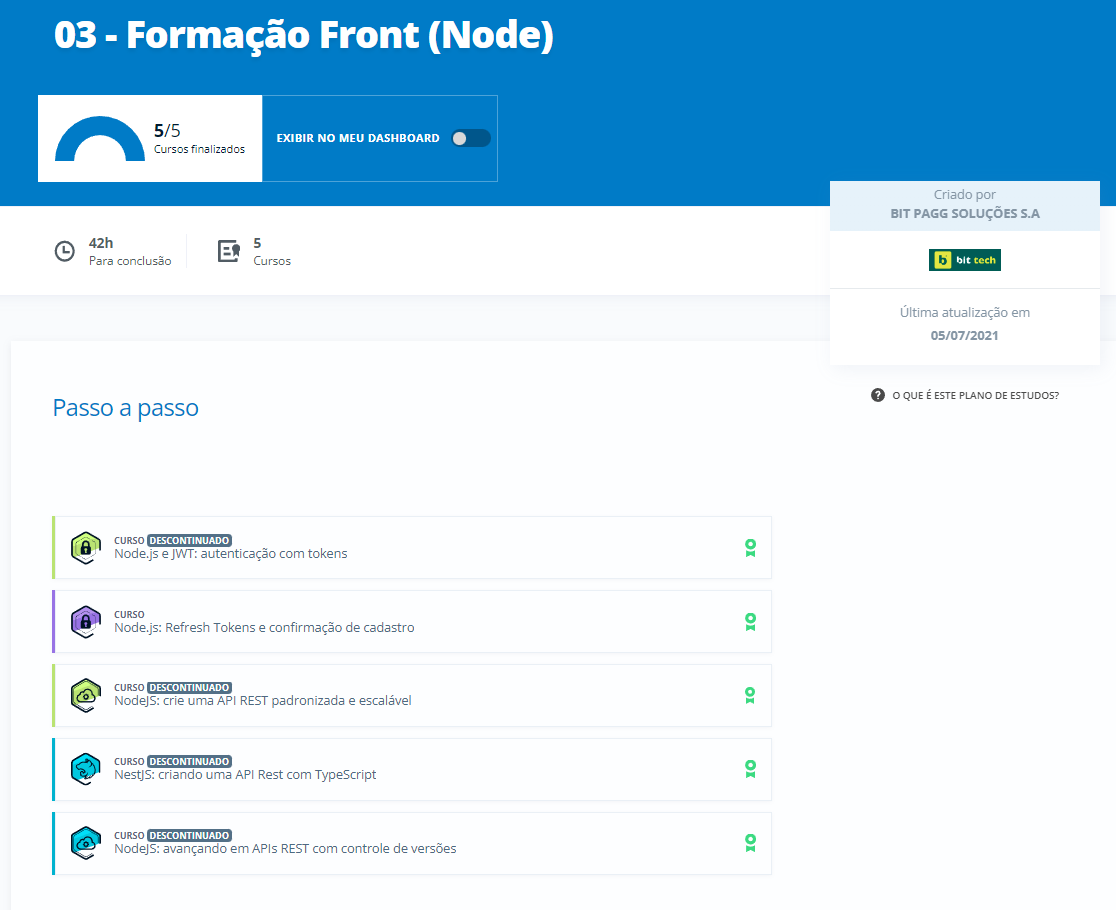 03 - Formação Front (Node)
5/5
Cursos finalizados
EXIBIR NO MEU DASHBOARD
Criado por
BIT PAGG SOLUÇÕES S.A
b bit tech
Última atualização em
05/07/2021
42h
Para conclusão
5
Cursos
? O QUE É ESTE PLANO DE ESTUDOS?
Passo a passo
CURSO DESCONTINUADO
Node.js e JWT: autenticação com tokens
CURSO
Node.js: Refresh Tokens e confirmação de cadastro
CURSO DESCONTINUADO
NodeJS: crie uma API REST padronizada e escalável
CURSO DESCONTINUADO
NestJS: criando uma API Rest com TypeScript
CURSO DESCONTINUADO
NodeJS: avançando em APIs REST com controle de versões